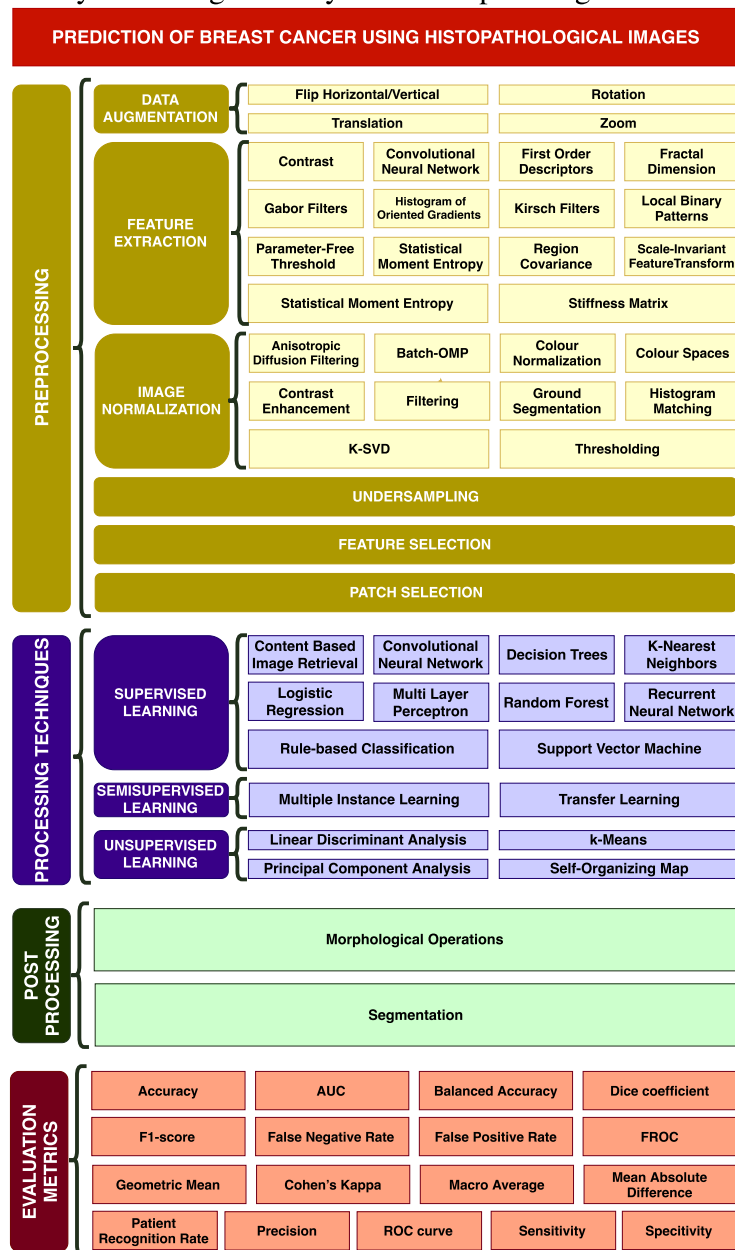 PREDICTION OF BREAST CANCER USING HISTOPATHOLOGICAL IMAGES
PREPROCESSING
DATA
AUGMENTATION
Flip Horizontal/Vertical
Rotation
Translation
Zoom
FEATURE
EXTRACTION
Contrast
Convolutional
Neural Network
First Order
Descriptors
Fractal
Dimension
Gabor Filters
Histogram of
Oriented Gradients
Kirsch Filters
Local Binary
Patterns
Parameter-Free
Threshold
Statistical
Moment Entropy
Region
Covariance
Scale-Invariant
FeatureTransform
Statistical Moment Entropy
Stiffness Matrix
IMAGE
NORMALIZATION
Anisotropic
Diffusion Filtering
Batch-OMP
Colour
Normalization
Colour Spaces
Contrast
Enhancement
Filtering
Ground
Segmentation
Histogram
Matching
K-SVD
Thresholding
UNDERSAMPLING
FEATURE SELECTION
PATCH SELECTION
PROCESSING TECHNIQUES
SUPERVISED
LEARNING
Content Based
Image Retrieval
Convolutional
Neural Network
Decision Trees
K-Nearest
Neighbors
Logistic
Regression
Multi Layer
Perceptron
Random Forest
Recurrent
Neural Network
Rule-based Classification
Support Vector Machine
SEMISUPERVISED
LEARNING
Multiple Instance Learning
Transfer Learning
UNSUPERVISED
LEARNING
Linear Discriminant Analysis
k-Means
Principal Component Analysis
Self-Organizing Map
POST
PROCESSING
Morphological Operations
Segmentation
EVALUATION
METRICS
Accuracy
AUC
Balanced Accuracy
Dice coefficient
F1-score
False Negative Rate
False Positive Rate
FROC
Geometric Mean
Cohen's Kappa
Macro Average
Mean Absolute
Difference
Patient
Recognition Rate
Precision
ROC curve
Sensitivity
Specitivity